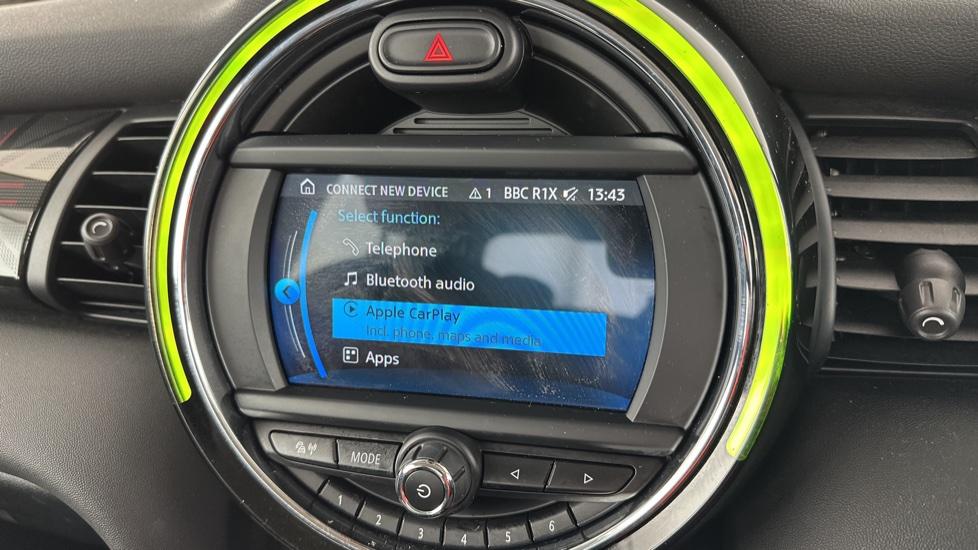 CONNECT NEW DEVICE 1 BBC R1X 13:43
Select function:
Telephone
Bluetooth audio
Apple CarPlay
Incl. phone, maps and media
Apps
MODE
1 2 3 4 5 6